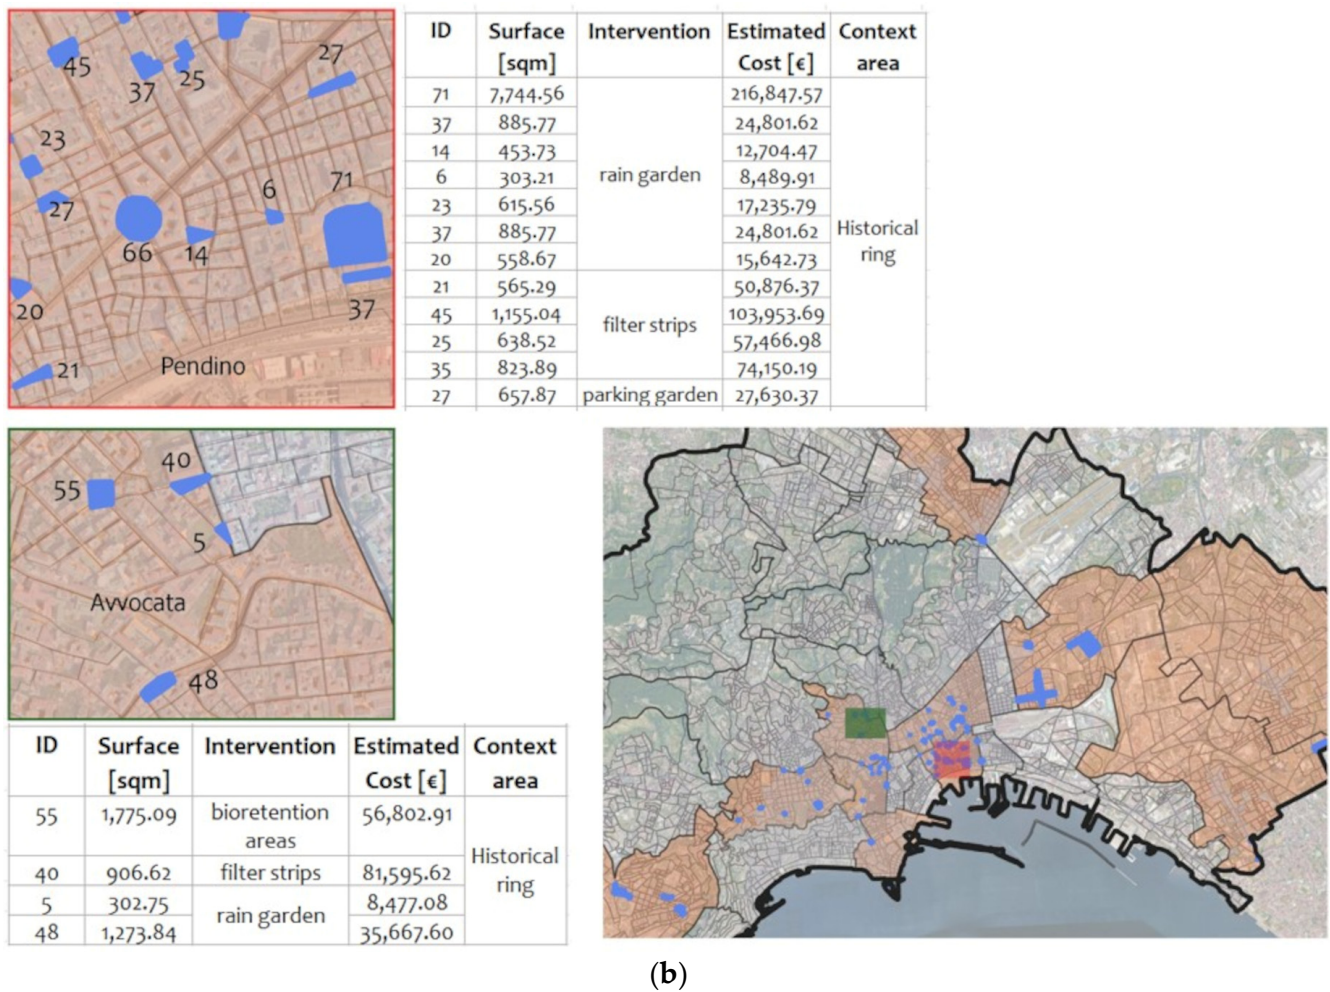 45
37
25
27
23
27
66
14
6
71
37
20
21
Pendino
ID Surface [sqm] Intervention Estimated Cost [€] Context area
71 7,744.56 rain garden 216,847.57 Historical ring
37 885.77 24,801.62
14 453.73 12,704.47
6 303.21 8,489.91
23 615.56 17,235.79
37 885.77 24,801.62
20 558.67 15,642.73
21 565.29 filter strips 50,876.37
45 1,155.04 103,953.69
25 638.52 57,466.98
35 823.89 74,150.19
27 657.87 parking garden 27,630.37
55
40
5
Avvocata
48
ID Surface [sqm] Intervention Estimated Cost [€] Context area
55 1,775.09 bioretention areas 56,802.91 Historical ring
40 906.62 filter strips 81,595.62
5 302.75 rain garden 8,477.08
48 1,273.84 35,667.60
(b)